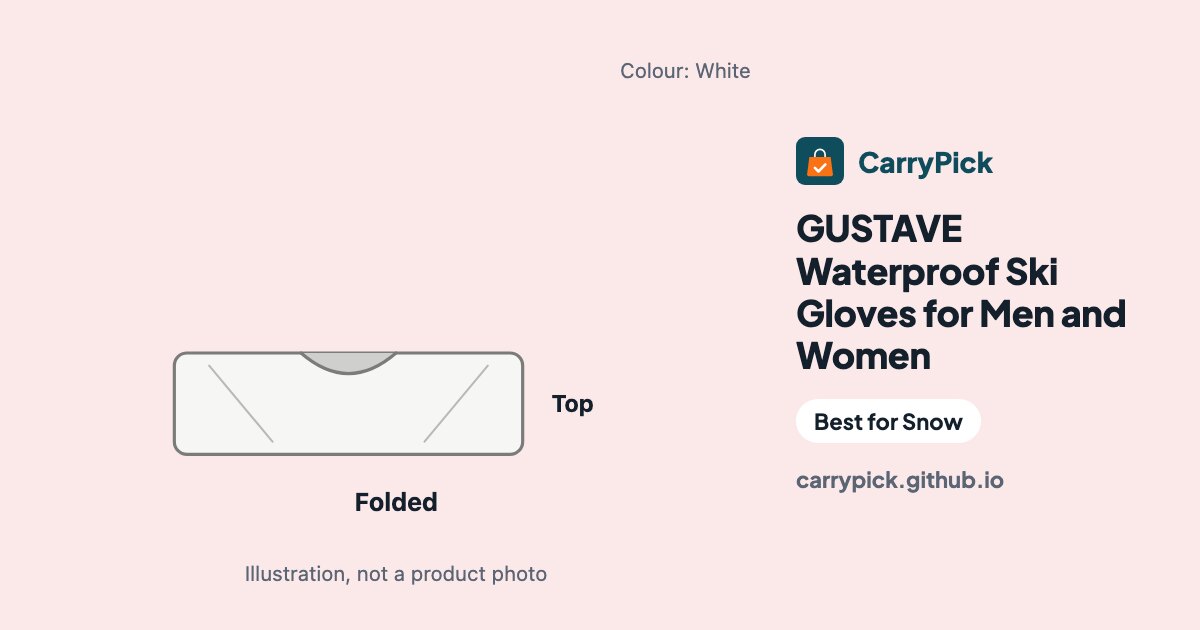 Colour: White
CarryPick
GUSTAVE
Waterproof Ski
Gloves for Men and
Women
Best for Snow
carrypick.github.io
Top
Folded
Illustration, not a product photo